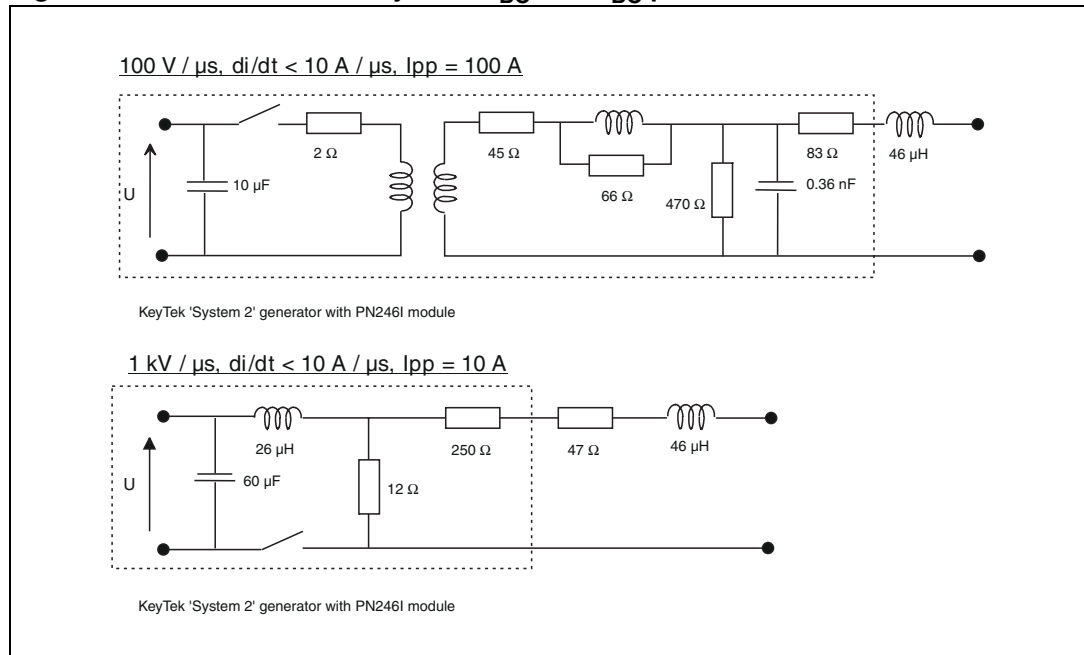 100 V / µs, di/dt < 10 A / µs, Ipp = 100 A
2 Ω
45 Ω
83 Ω
46 µH
U
10 µF
66 Ω
470 Ω
0.36 nF
KeyTek 'System 2' generator with PN246I module
1 kV / µs, di/dt < 10 A / µs, Ipp = 10 A
26 µH
250 Ω
47 Ω
46 µH
U
60 µF
12 Ω
KeyTek 'System 2' generator with PN246I module